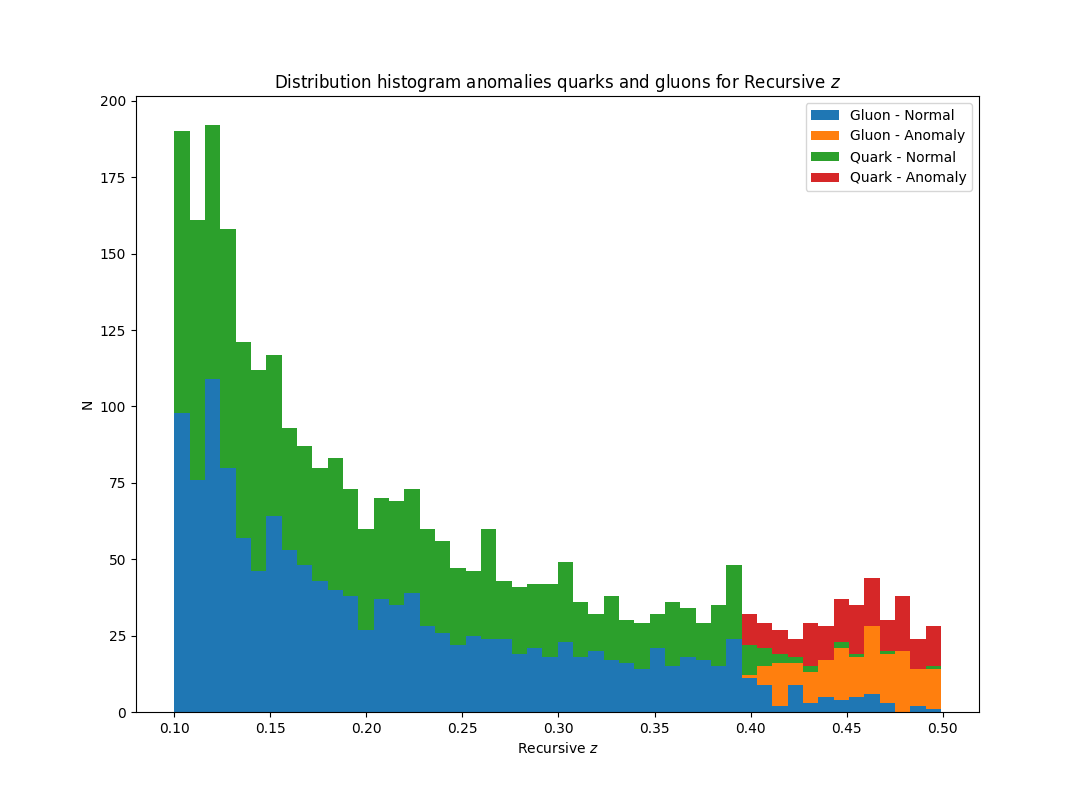 Distribution histogram anomalies quarks and gluons for Recursive z
Gluon - Normal
Gluon - Anomaly
Quark - Normal
Quark - Anomaly
200
175
150
125
100
75
50
25
0
N
0.10 0.15 0.20 0.25 0.30 0.35 0.40 0.45 0.50
Recursive z